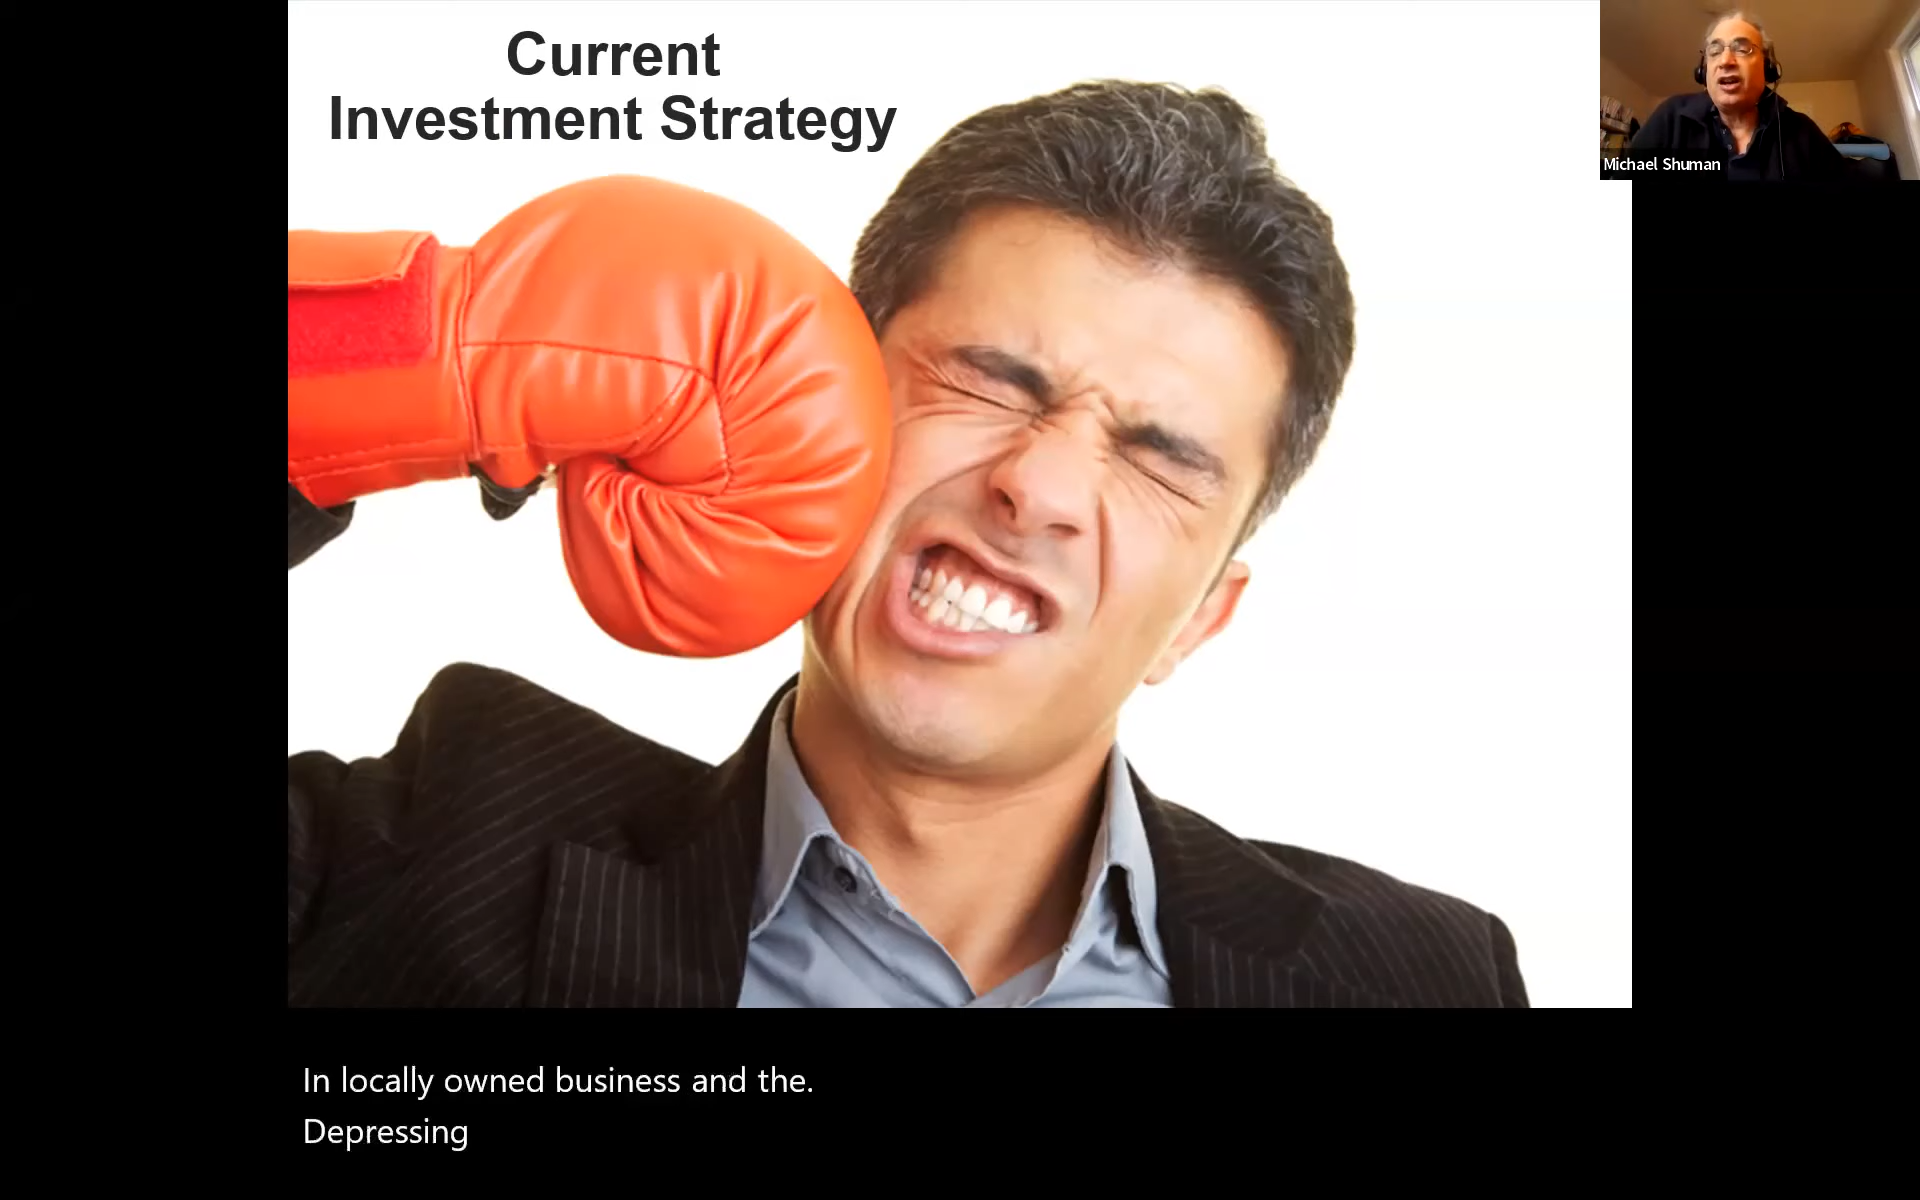 Current
Investment Strategy
Michael Shuman
In locally owned business and the.
Depressing